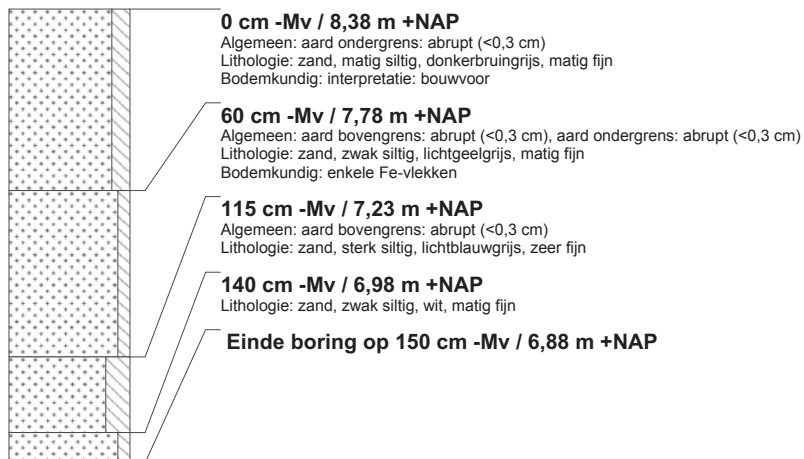 0 cm -Mv / 8,38 m +NAP
Algemeen: aard ondergrens: abrupt (<0,3 cm)
Lithologie: zand, matig siltig, donkerbruingrijs, matig fijn
Bodemkundig: interpretatie: bouwvoor
60 cm -Mv / 7,78 m +NAP
Algemeen: aard bovengrens: abrupt (<0,3 cm), aard ondergrens: abrupt (<0,3 cm)
Lithologie: zand, zwak siltig, lichtgeelgrijs, matig fijn
Bodemkundig: enkele Fe-vlekken
115 cm -Mv / 7,23 m +NAP
Algemeen: aard bovengrens: abrupt (<0,3 cm)
Lithologie: zand, sterk siltig, lichtblauwgrijs, zeer fijn
140 cm -Mv / 6,98 m +NAP
Lithologie: zand, zwak siltig, wit, matig fijn
Einde boring op 150 cm -Mv / 6,88 m +NAP